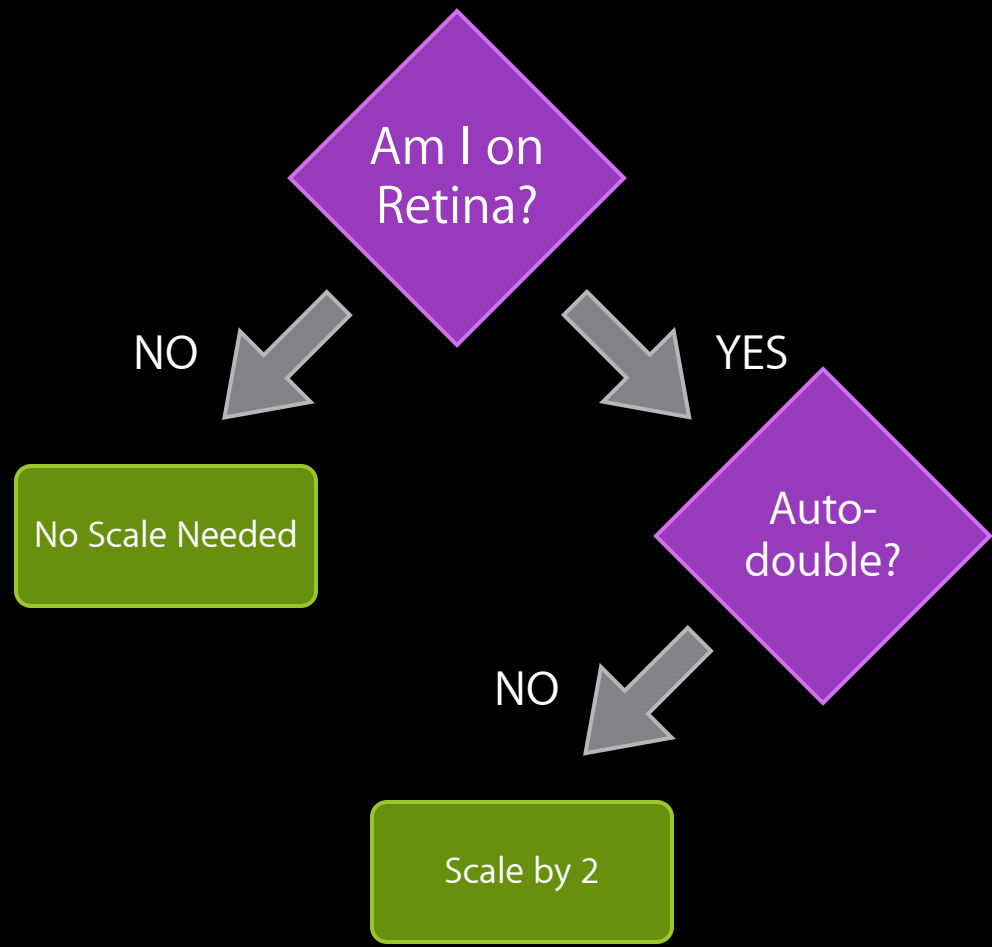 Am I on
Retina?
NO
YES
No Scale Needed
Auto-
double?
NO
Scale by 2